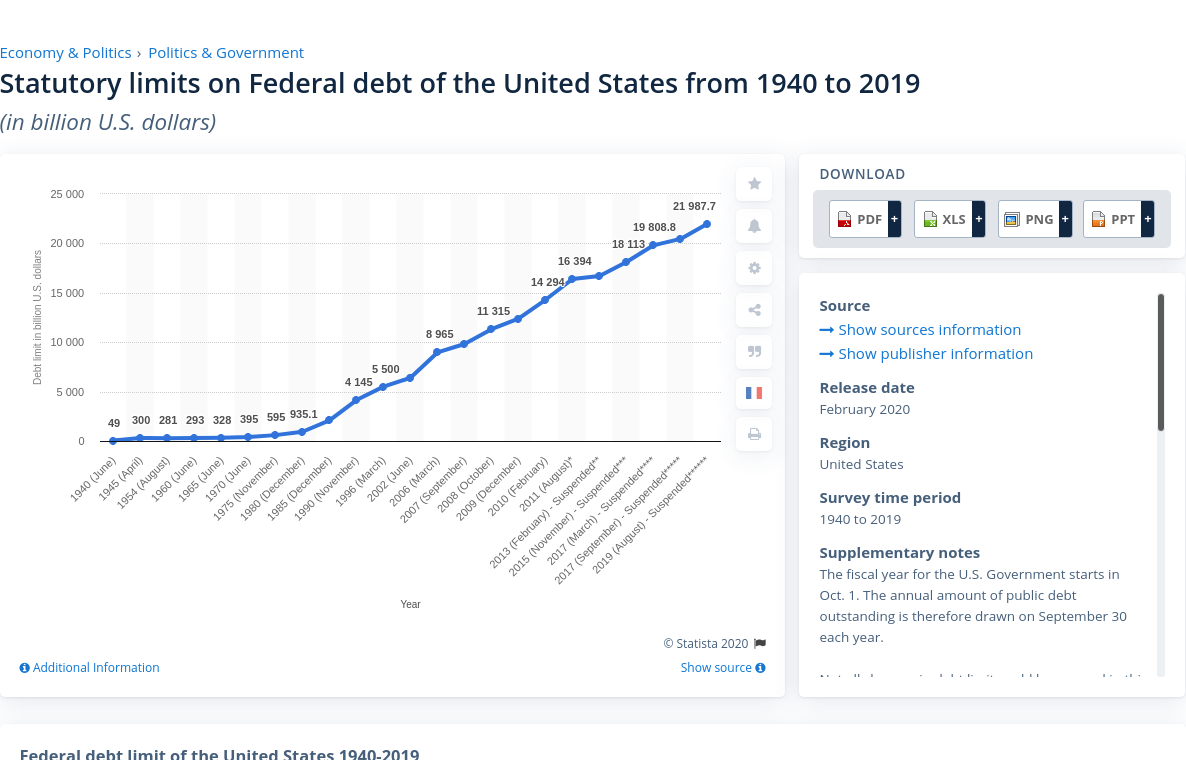 Economy & Politics › Politics & Government
Statutory limits on Federal debt of the United States from 1940 to 2019
(in billion U.S. dollars)
25 000
20 000
15 000
10 000
5 000
0
Debt limit in billion U.S. dollars
49
300
281
293
328
395
595
935.1
4 145
5 500
8 965
11 315
14 294
16 394
18 113
19 808.8
21 987.7
1940 (June)
1945 (April)
1954 (August)
1960 (June)
1965 (June)
1970 (June)
1975 (November)
1980 (December)
1985 (December)
1990 (November)
1996 (March)
2002 (June)
2006 (March)
2007 (September)
2008 (October)
2009 (December)
2010 (February)
2011 (August)*
2013 (February) - Suspended**
2015 (November) - Suspended***
2017 (March) - Suspended****
2017 (September) - Suspended*****
2019 (August) - Suspended******
Year
© Statista 2020
Additional Information
Show source
DOWNLOAD
PDF +
XLS +
PNG +
PPT +
Source
Show sources information
Show publisher information
Release date
February 2020
Region
United States
Survey time period
1940 to 2019
Supplementary notes
The fiscal year for the U.S. Government starts in
Oct. 1. The annual amount of public debt
outstanding is therefore drawn on September 30
each year.
Federal debt limit of the United States 1940-2019